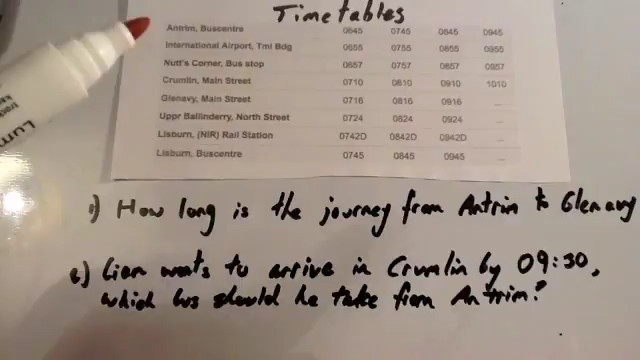 Timetables
Antrim, Buscentre 0645 0745 0845 0945
International Airport, Tml Bdg 0655 0755 0855 0955
Nutt's Corner, Bus stop 0657 0757 0857 0957
Crumlin, Main Street 0710 0810 0910 1010
Glenavy, Main Street 0716 0816 0916 ...
Uppr Ballinderry, North Street 0724 0824 0924 ...
Lisburn, (NIR) Rail Station 0742D 0842D 0942D ...
Lisburn, Buscentre 0745 0845 0945 ...
1) How long is the journey from Antrim to Glenavy
2) Liam wants to arrive in Crumlin by 09:30,
which bus should he take from Antrim?
Lum